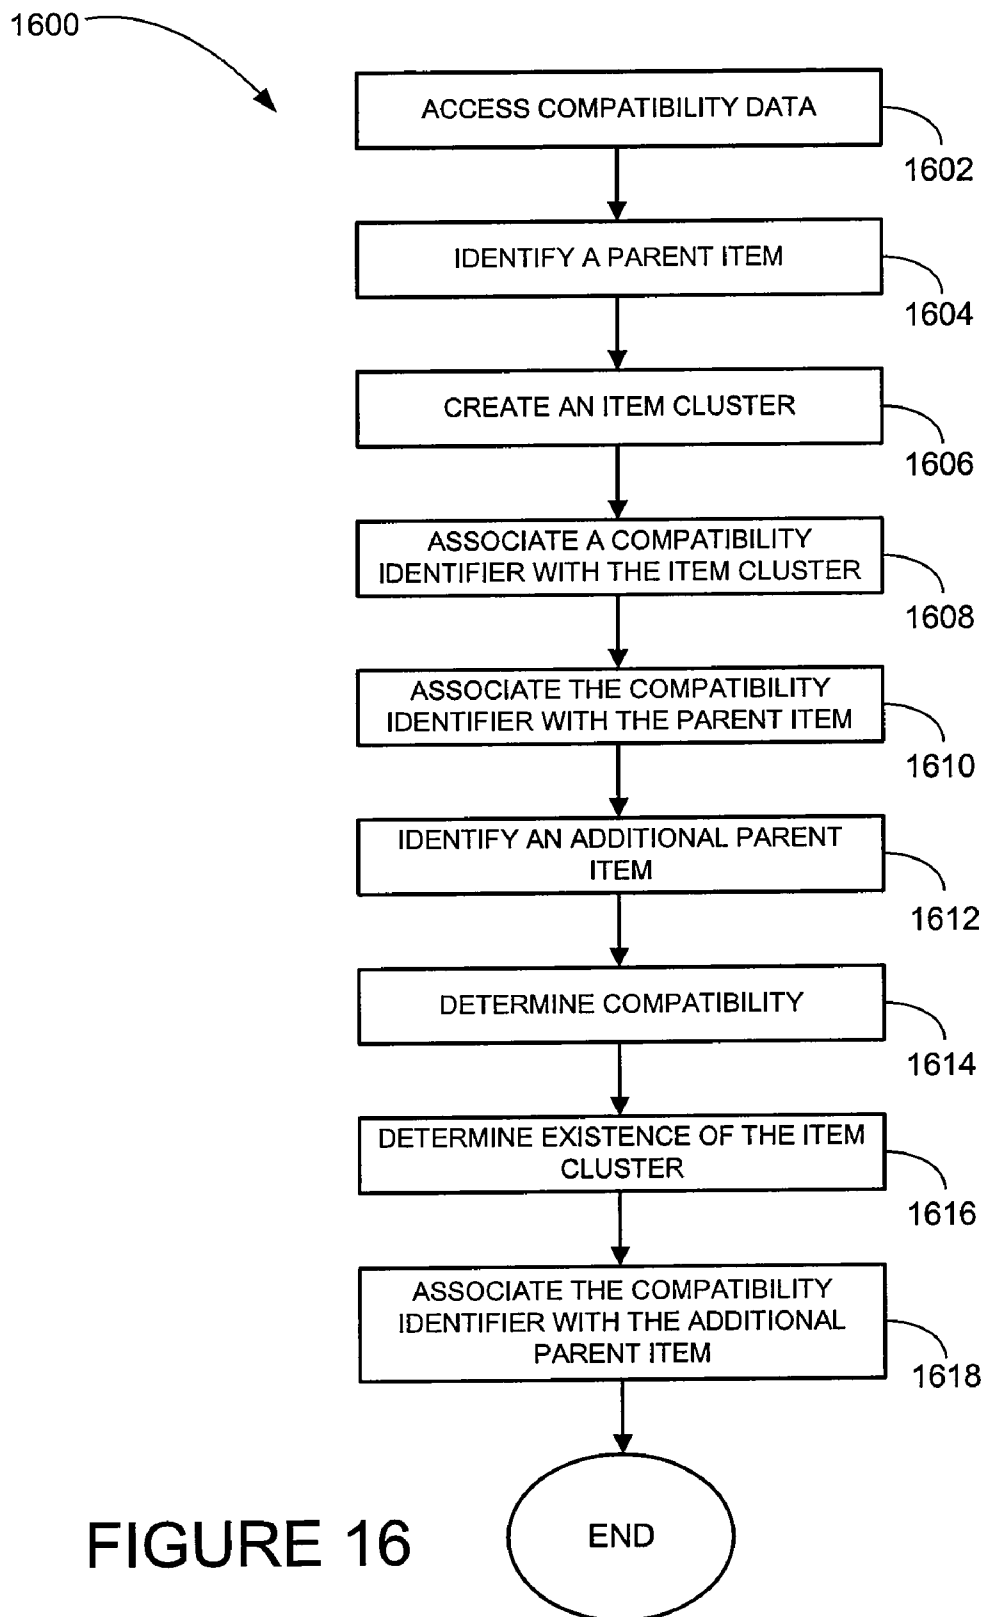 1600
ACCESS COMPATIBILITY DATA
1602
IDENTIFY A PARENT ITEM
1604
CREATE AN ITEM CLUSTER
1606
ASSOCIATE A COMPATIBILITY
IDENTIFIER WITH THE ITEM CLUSTER
1608
ASSOCIATE THE COMPATIBILITY
IDENTIFIER WITH THE PARENT ITEM
1610
IDENTIFY AN ADDITIONAL PARENT
ITEM
1612
DETERMINE COMPATIBILITY
1614
DETERMINE EXISTENCE OF THE ITEM
CLUSTER
1616
ASSOCIATE THE COMPATIBILITY
IDENTIFIER WITH THE ADDITIONAL
PARENT ITEM
1618
END
FIGURE 16